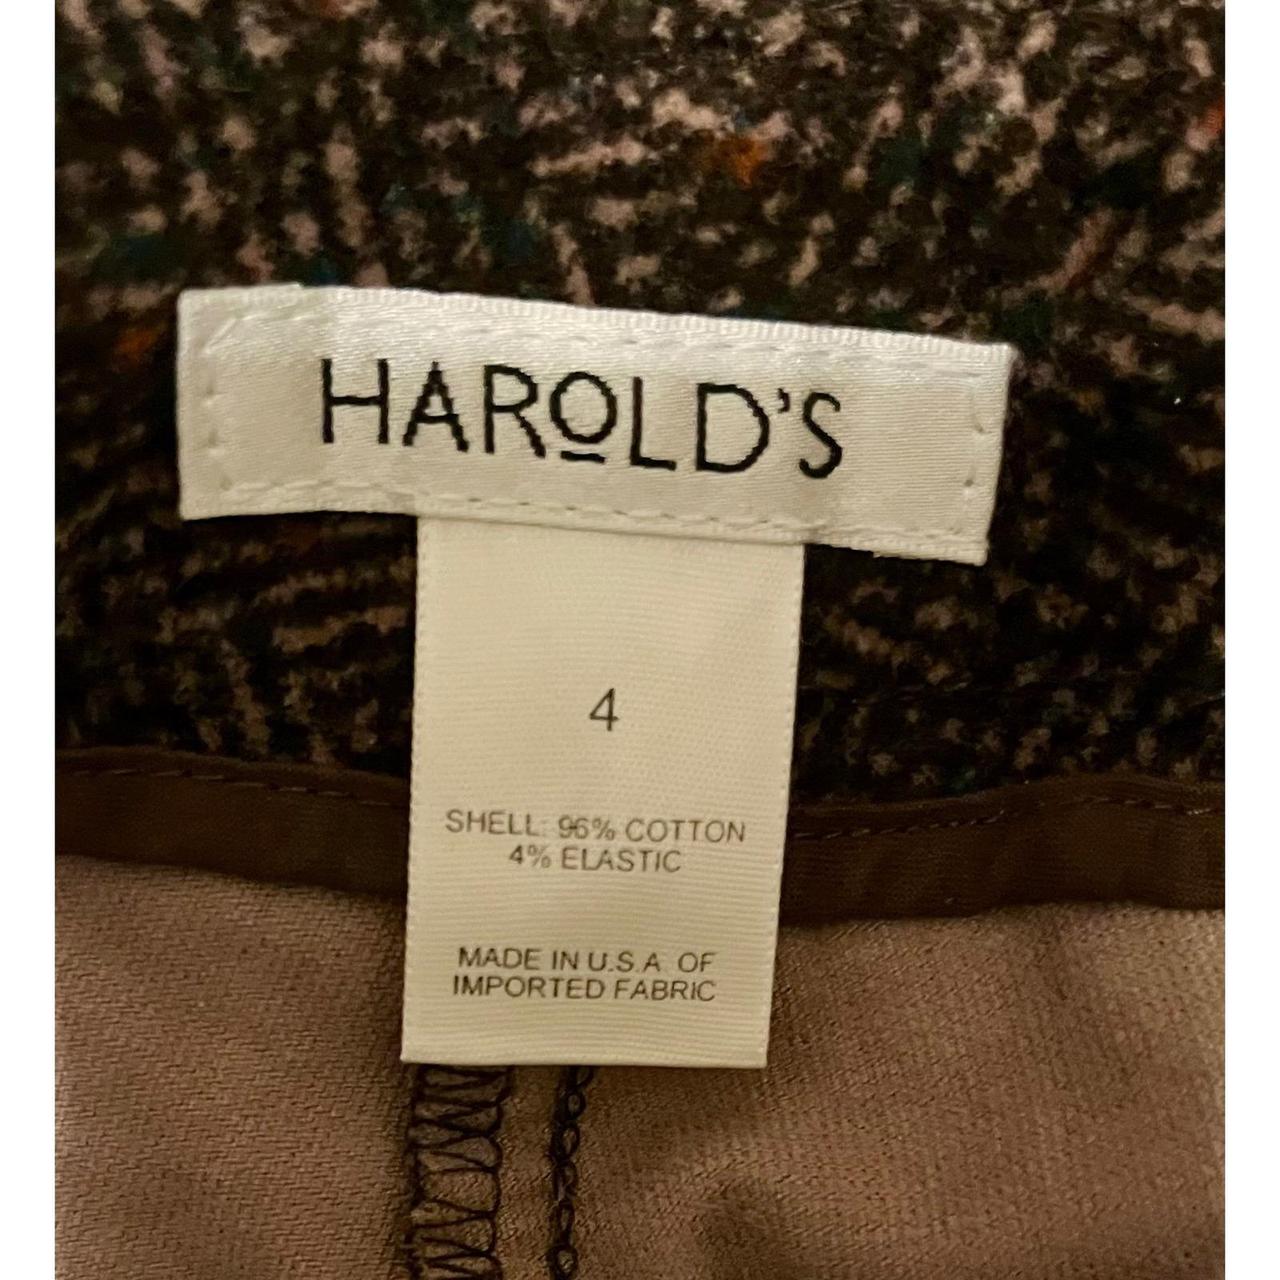 HAROLD'S
4
SHELL: 96% COTTON
4% ELASTIC
MADE IN U.S.A OF
IMPORTED FABRIC